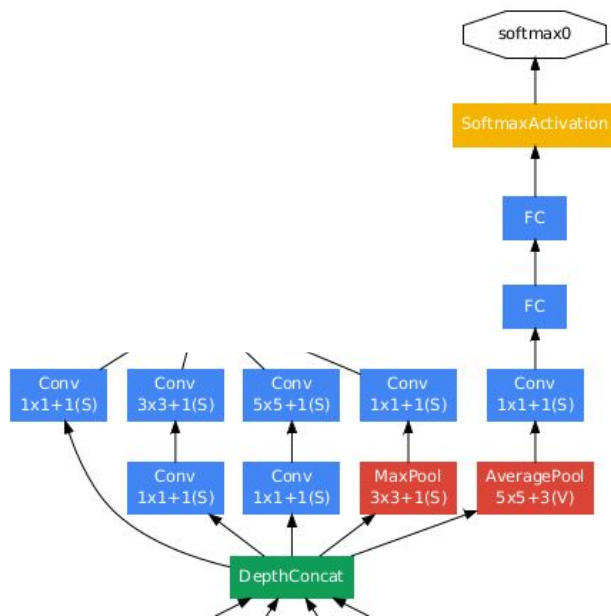 softmax0
SoftmaxActivation
FC
FC
Conv
1x1+1(S)
Conv
3x3+1(S)
Conv
5x5+1(S)
Conv
1x1+1(S)
Conv
1x1+1(S)
Conv
1x1+1(S)
Conv
1x1+1(S)
MaxPool
3x3+1(S)
AveragePool
5x5+3(V)
DepthConcat